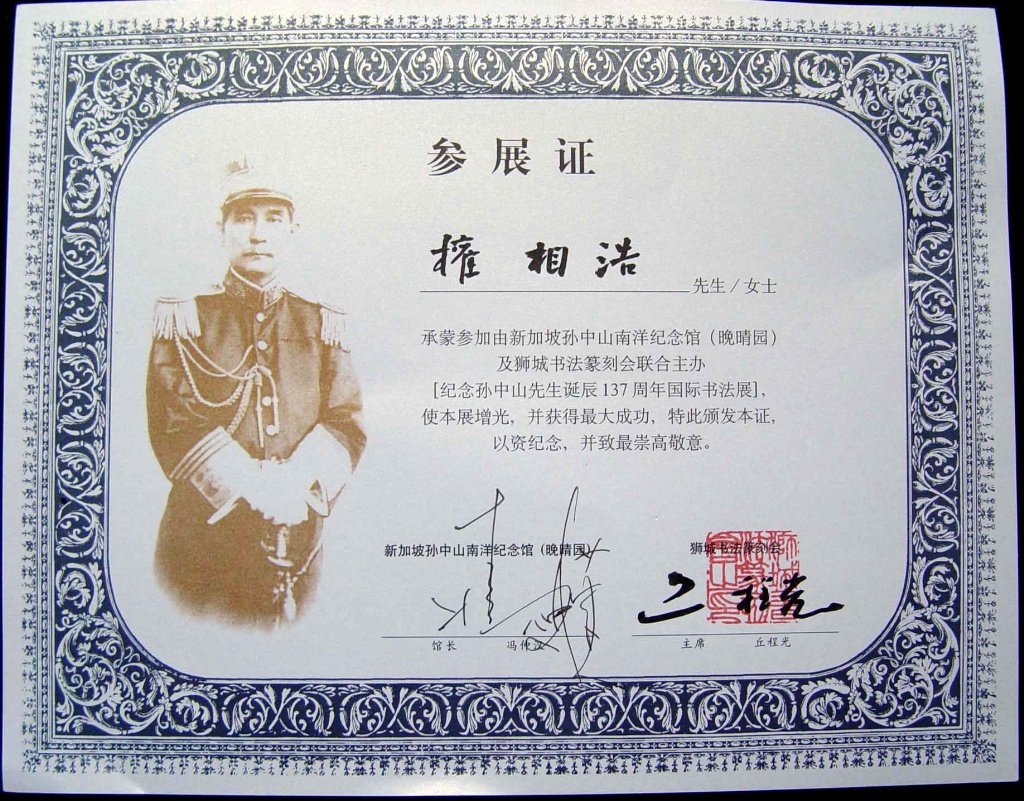 参展证
權相浩
先生/女士
承蒙参加由新加坡孙中山南洋纪念馆(晚晴园)
及狮城书法篆刻会联合主办
[纪念孙中山先生诞辰137周年国际书法展],
使本展增光,并获得最大成功,特此颁发本证,
以资纪念,并致最崇高敬意。
新加坡孙中山南洋纪念馆(晚晴园)
狮城书法篆刻会
馆长 冯仲汉
主席 丘程光